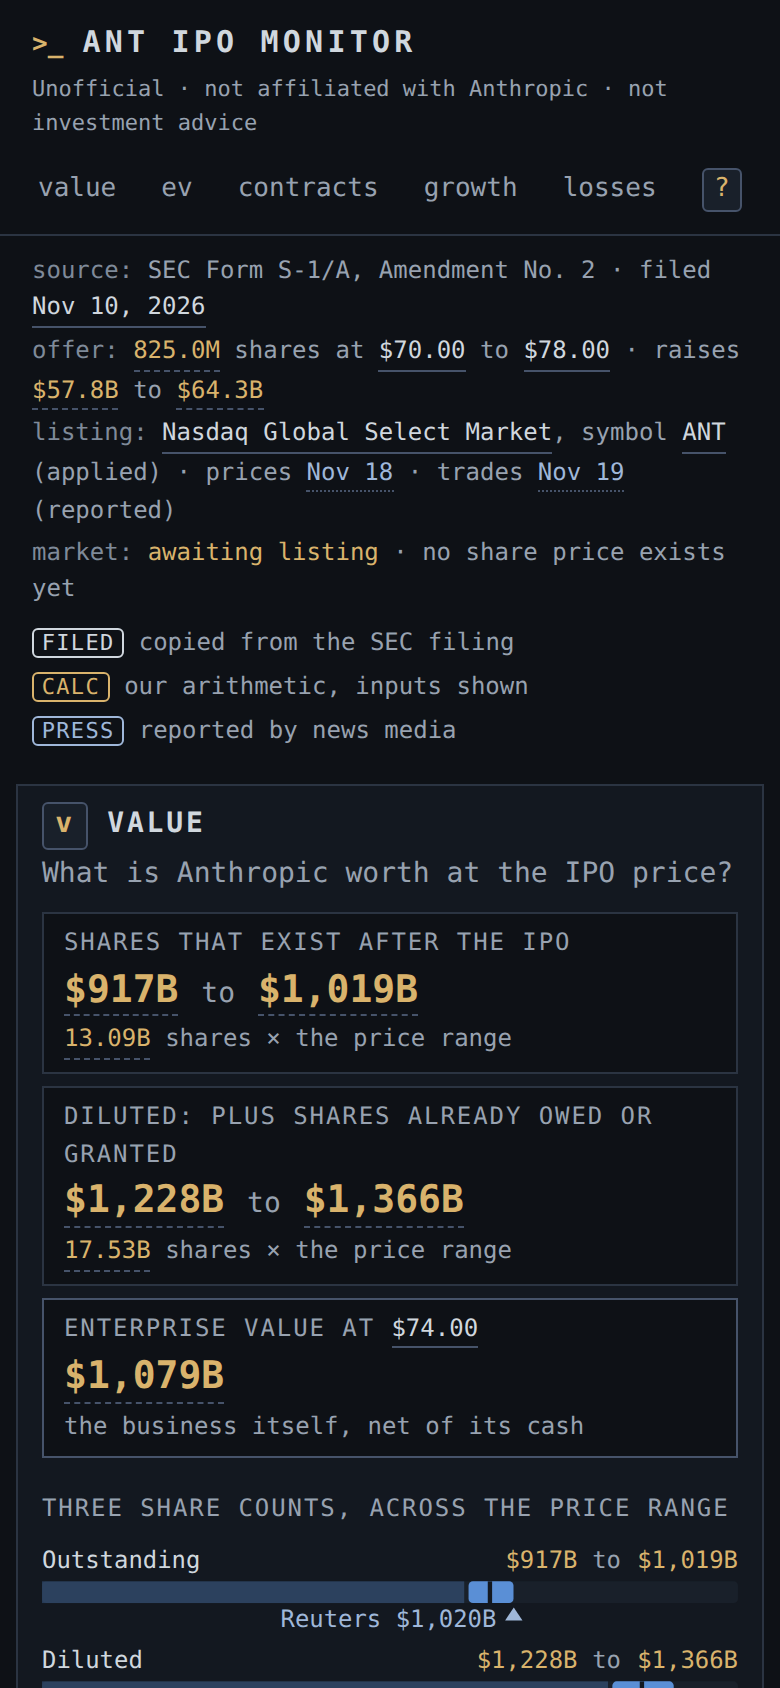 >_ ANT IPO MONITOR
Unofficial · not affiliated with Anthropic · not
investment advice
value ev contracts growth losses ?
source: SEC Form S-1/A, Amendment No. 2 · filed
Nov 10, 2026
offer: 825.0M shares at $70.00 to $78.00 · raises
$57.8B to $64.3B
listing: Nasdaq Global Select Market, symbol ANT
(applied) · prices Nov 18 · trades Nov 19
(reported)
market: awaiting listing · no share price exists
yet
FILED copied from the SEC filing
CALC our arithmetic, inputs shown
PRESS reported by news media
v VALUE
What is Anthropic worth at the IPO price?
SHARES THAT EXIST AFTER THE IPO
$917B to $1,019B
13.09B shares × the price range
DILUTED: PLUS SHARES ALREADY OWED OR
GRANTED
$1,228B to $1,366B
17.53B shares × the price range
ENTERPRISE VALUE AT $74.00
$1,079B
the business itself, net of its cash
THREE SHARE COUNTS, ACROSS THE PRICE RANGE
Outstanding $917B to $1,019B
Reuters $1,020B
Diluted $1,228B to $1,366B